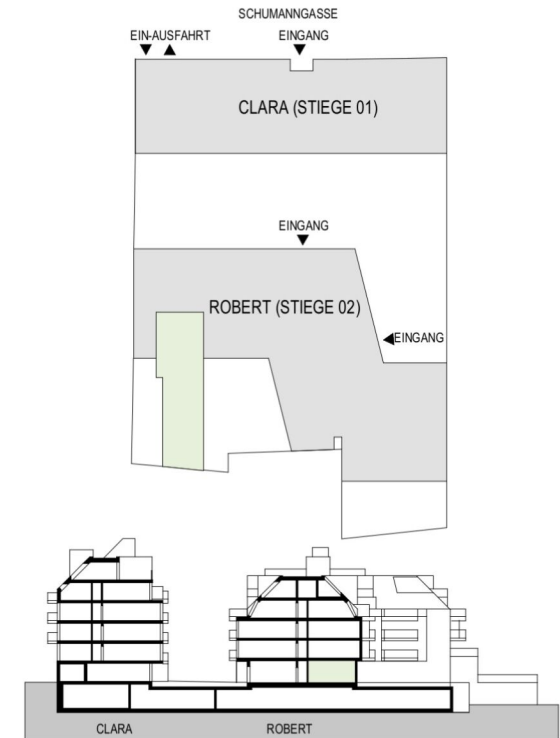 SCHUMANNGASSE
EIN-AUSFAHRT
EINGANG
CLARA (STIEGE 01)
EINGANG
ROBERT (STIEGE 02)
EINGANG
CLARA
ROBERT